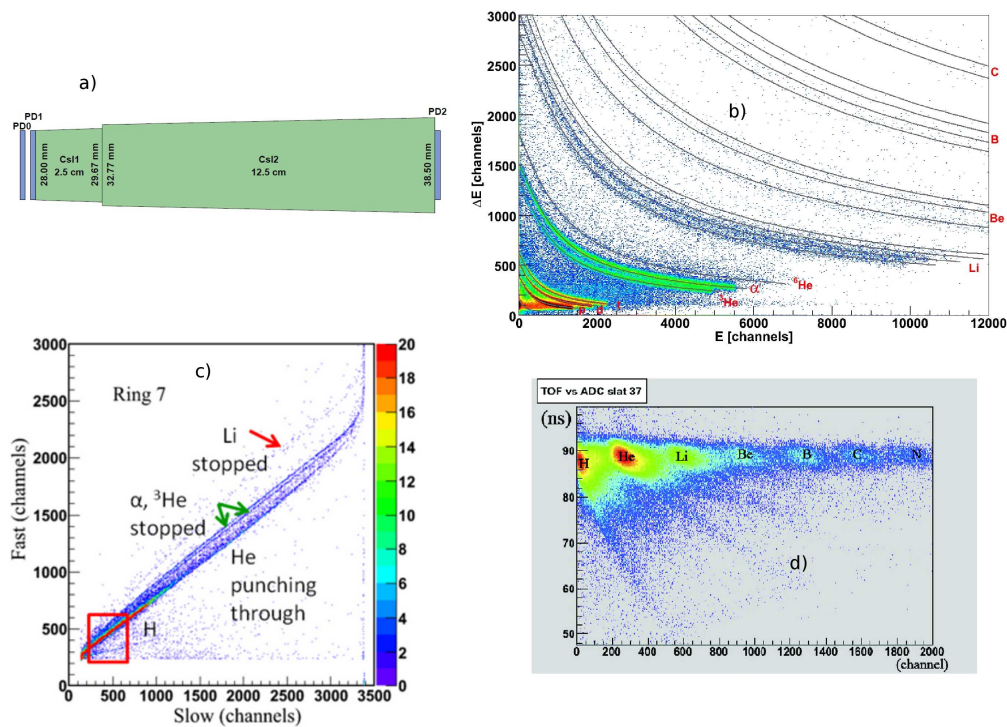 a)
PD0
PD1
PD2
28.00 mm
CsI1
2.5 cm
29.67 mm
32.77 mm
CsI2
12.5 cm
38.50 mm
b)
ΔE [channels]
3000
2500
2000
1500
1000
500
0
C
B
Be
Li
⁶He
α
³He
t
0
2000
4000
6000
8000
10000
12000
E [channels]
c)
Ring 7
Fast (channels)
3000
2500
2000
1500
1000
500
0
Li
stopped
α, ³He
stopped
He
punching
through
H
0 500 1000 1500 2000 2500 3000 3500
Slow (channels)
20
18
16
14
12
10
8
6
4
2
0
TOF vs ADC slat 37
(ns)
90
80
70
60
50
H He Li Be B C N
d)
0 200 400 600 800 1000 1200 1400 1600 1800 2000
(channel)